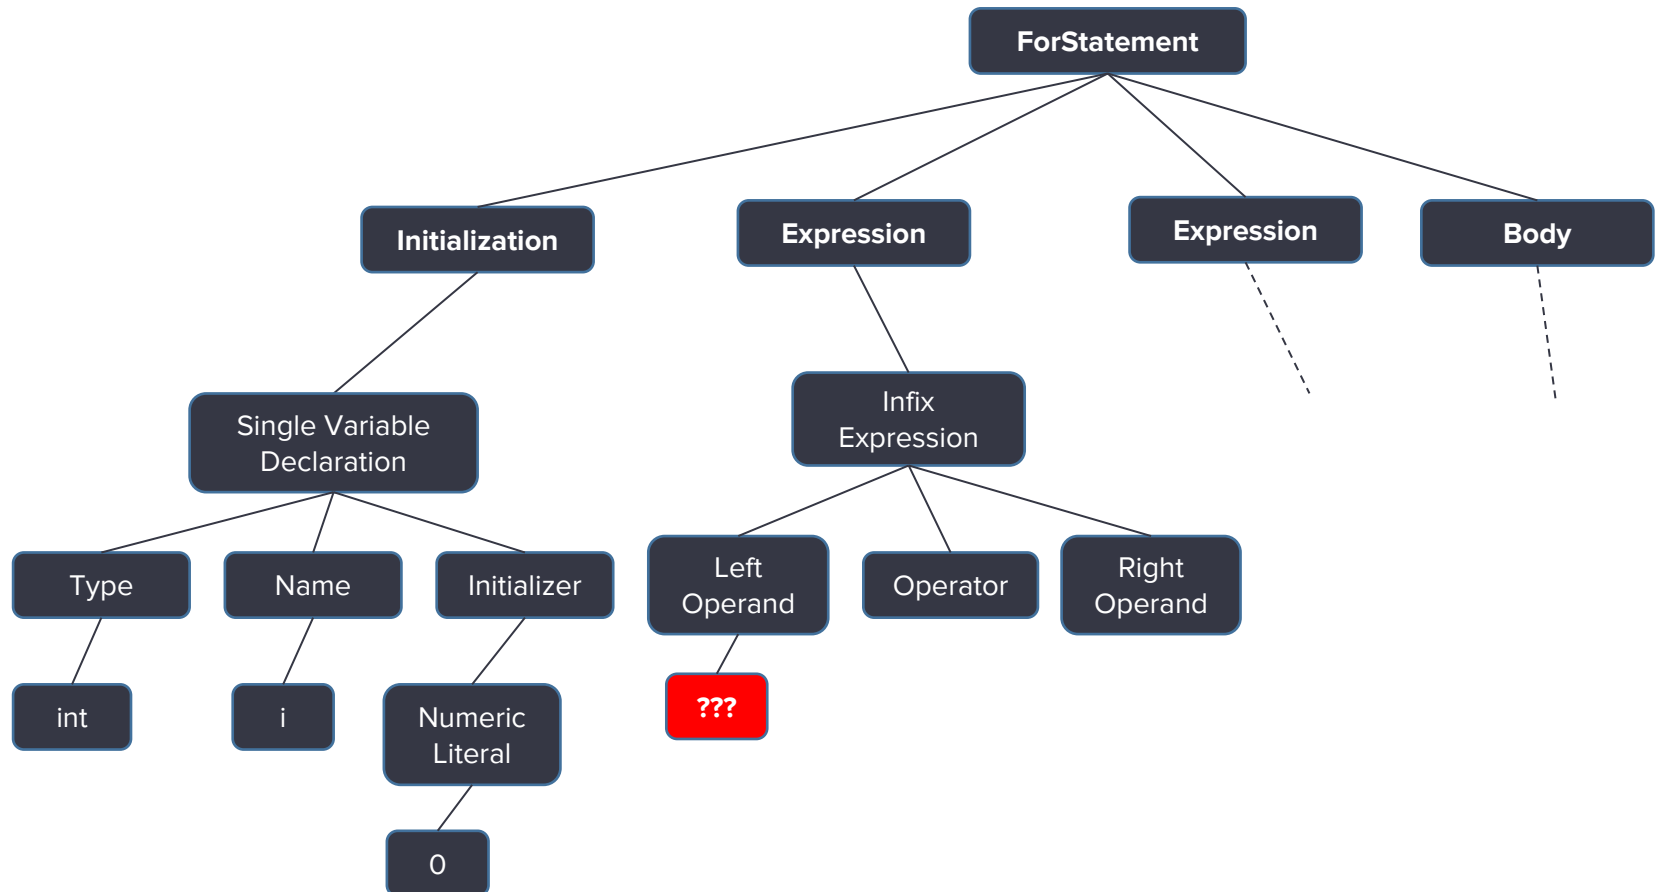 ForStatement
Initialization
Expression
Expression
Body
Single Variable
Declaration
Infix
Expression
Type
Name
Initializer
Left
Operand
Operator
Right
Operand
int
i
Numeric
Literal
???
0